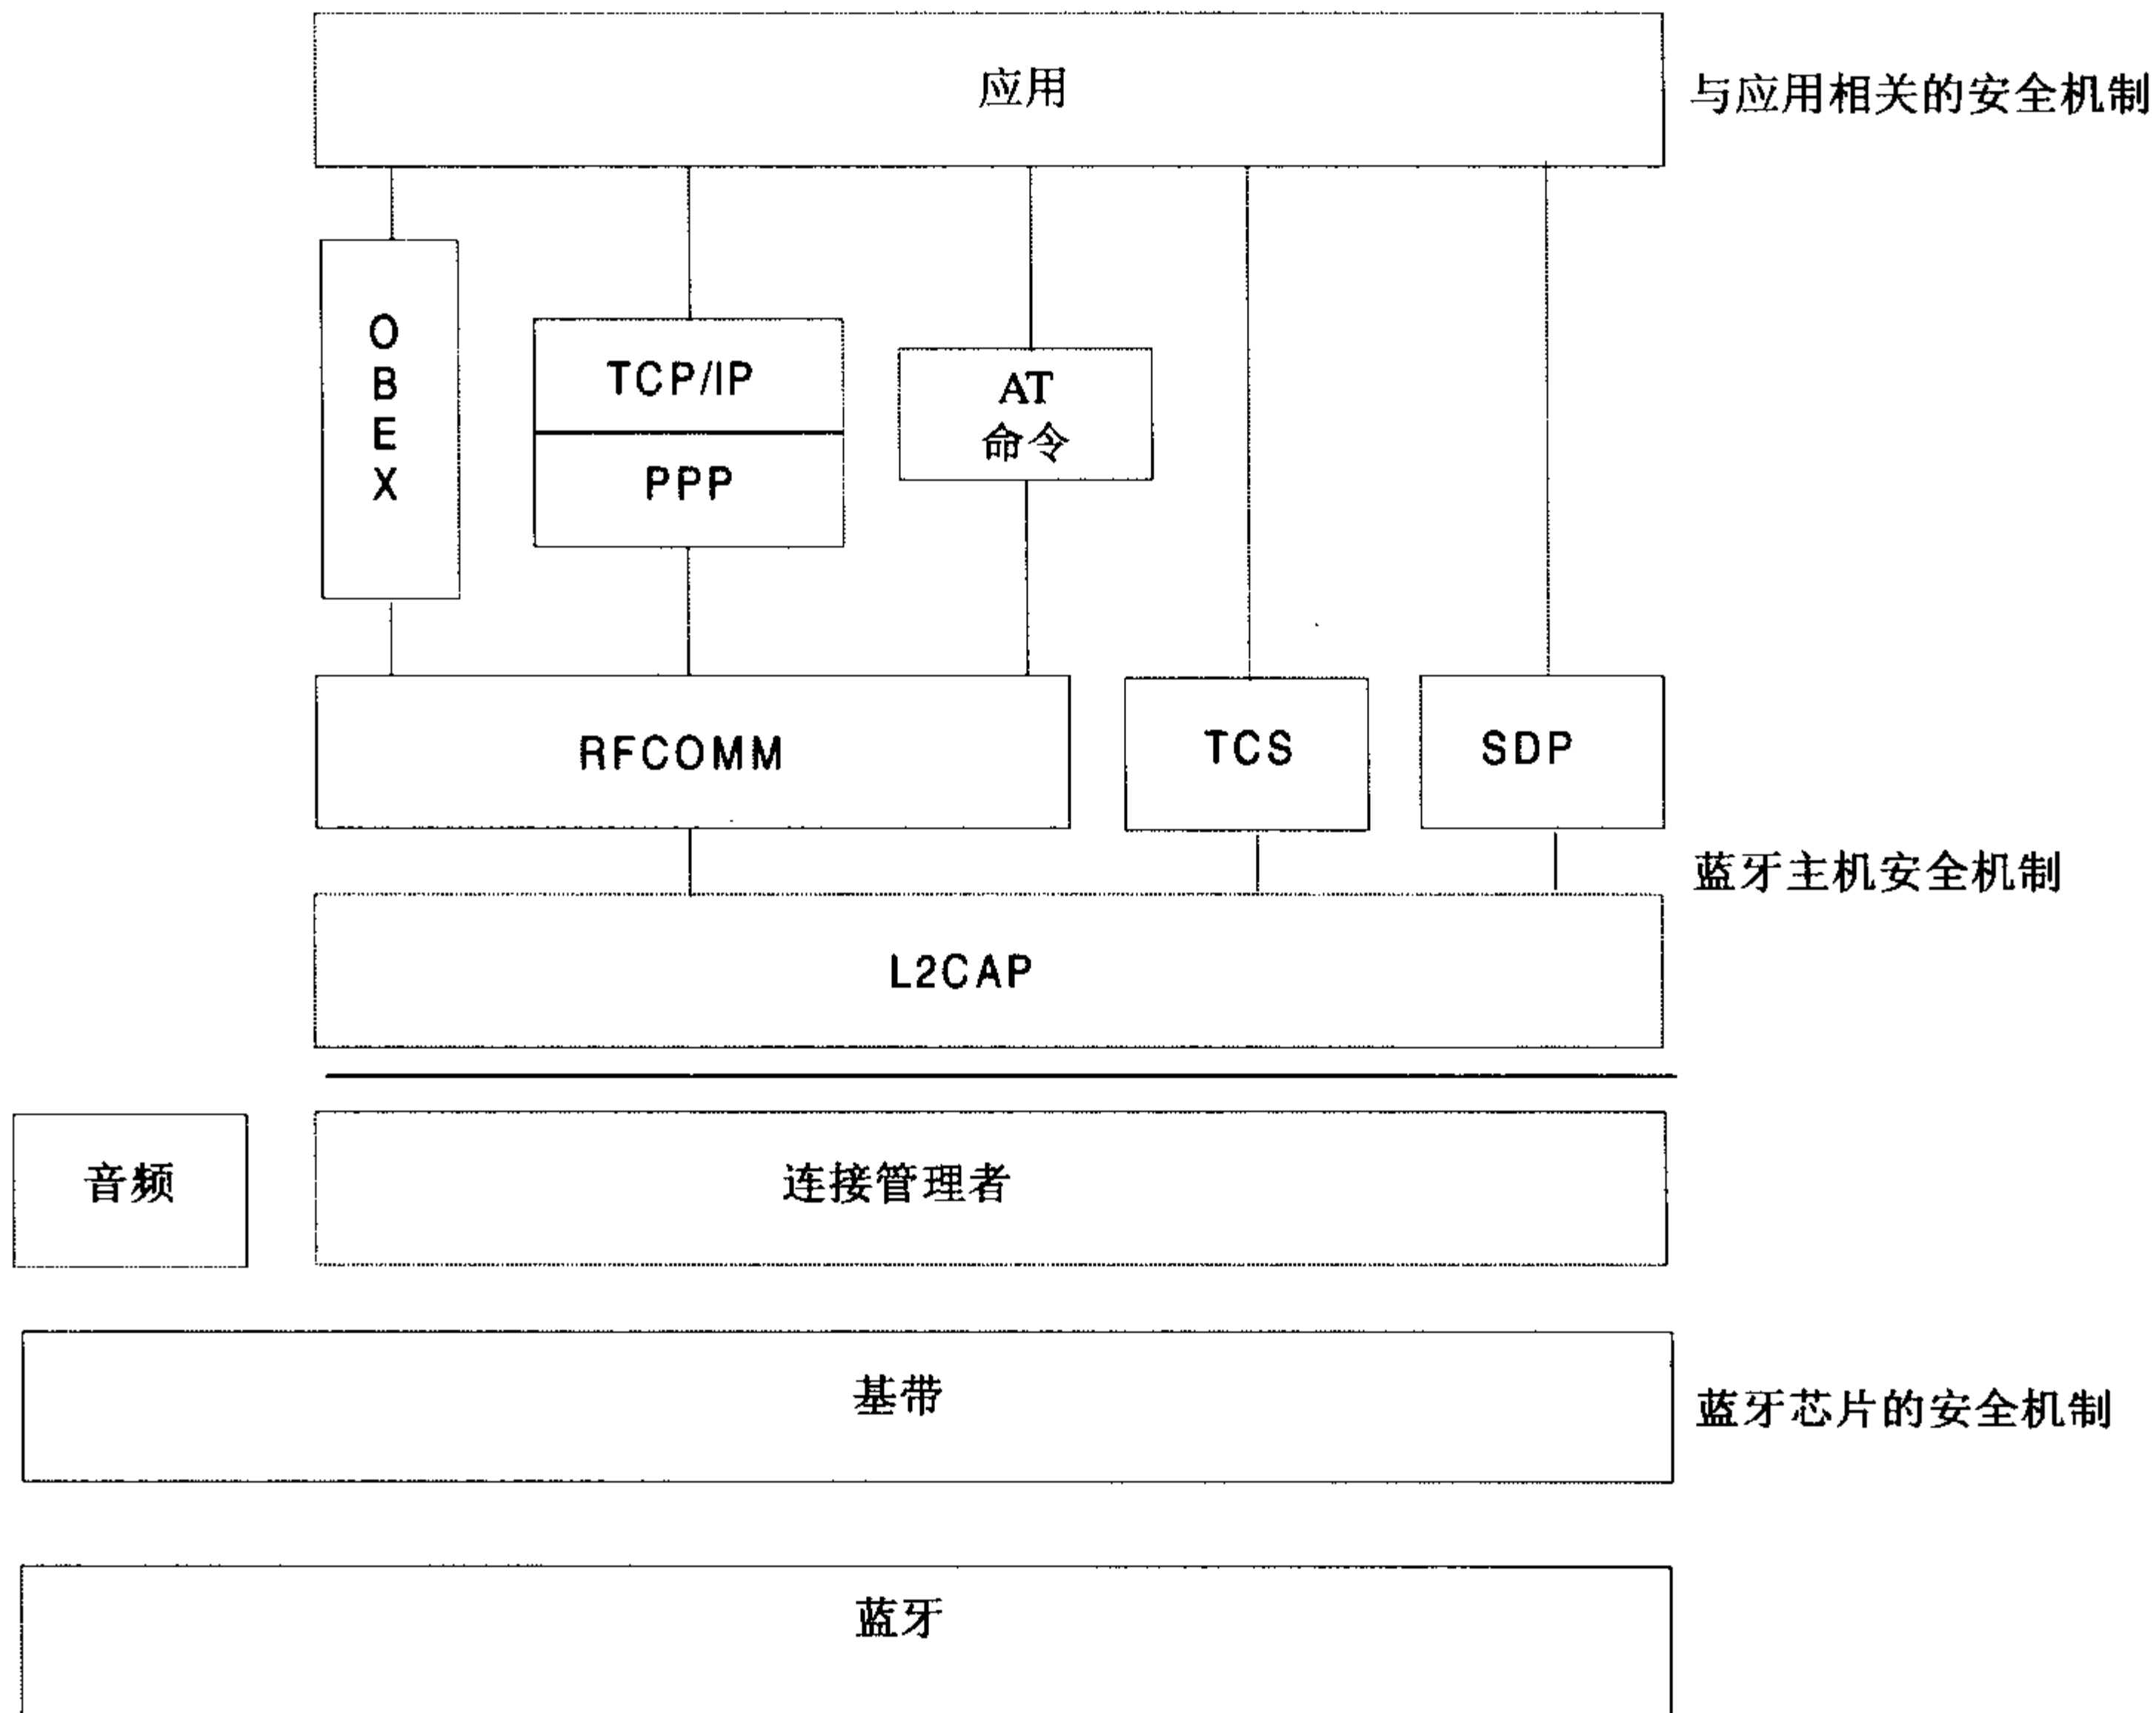 应用
与应用相关的安全机制
OBEX
TCP/IP
PPP
AT
命令
RFCOMM
TCS
SDP
蓝牙主机安全机制
L2CAP
音频
连接管理者
基带
蓝牙芯片的安全机制
蓝牙